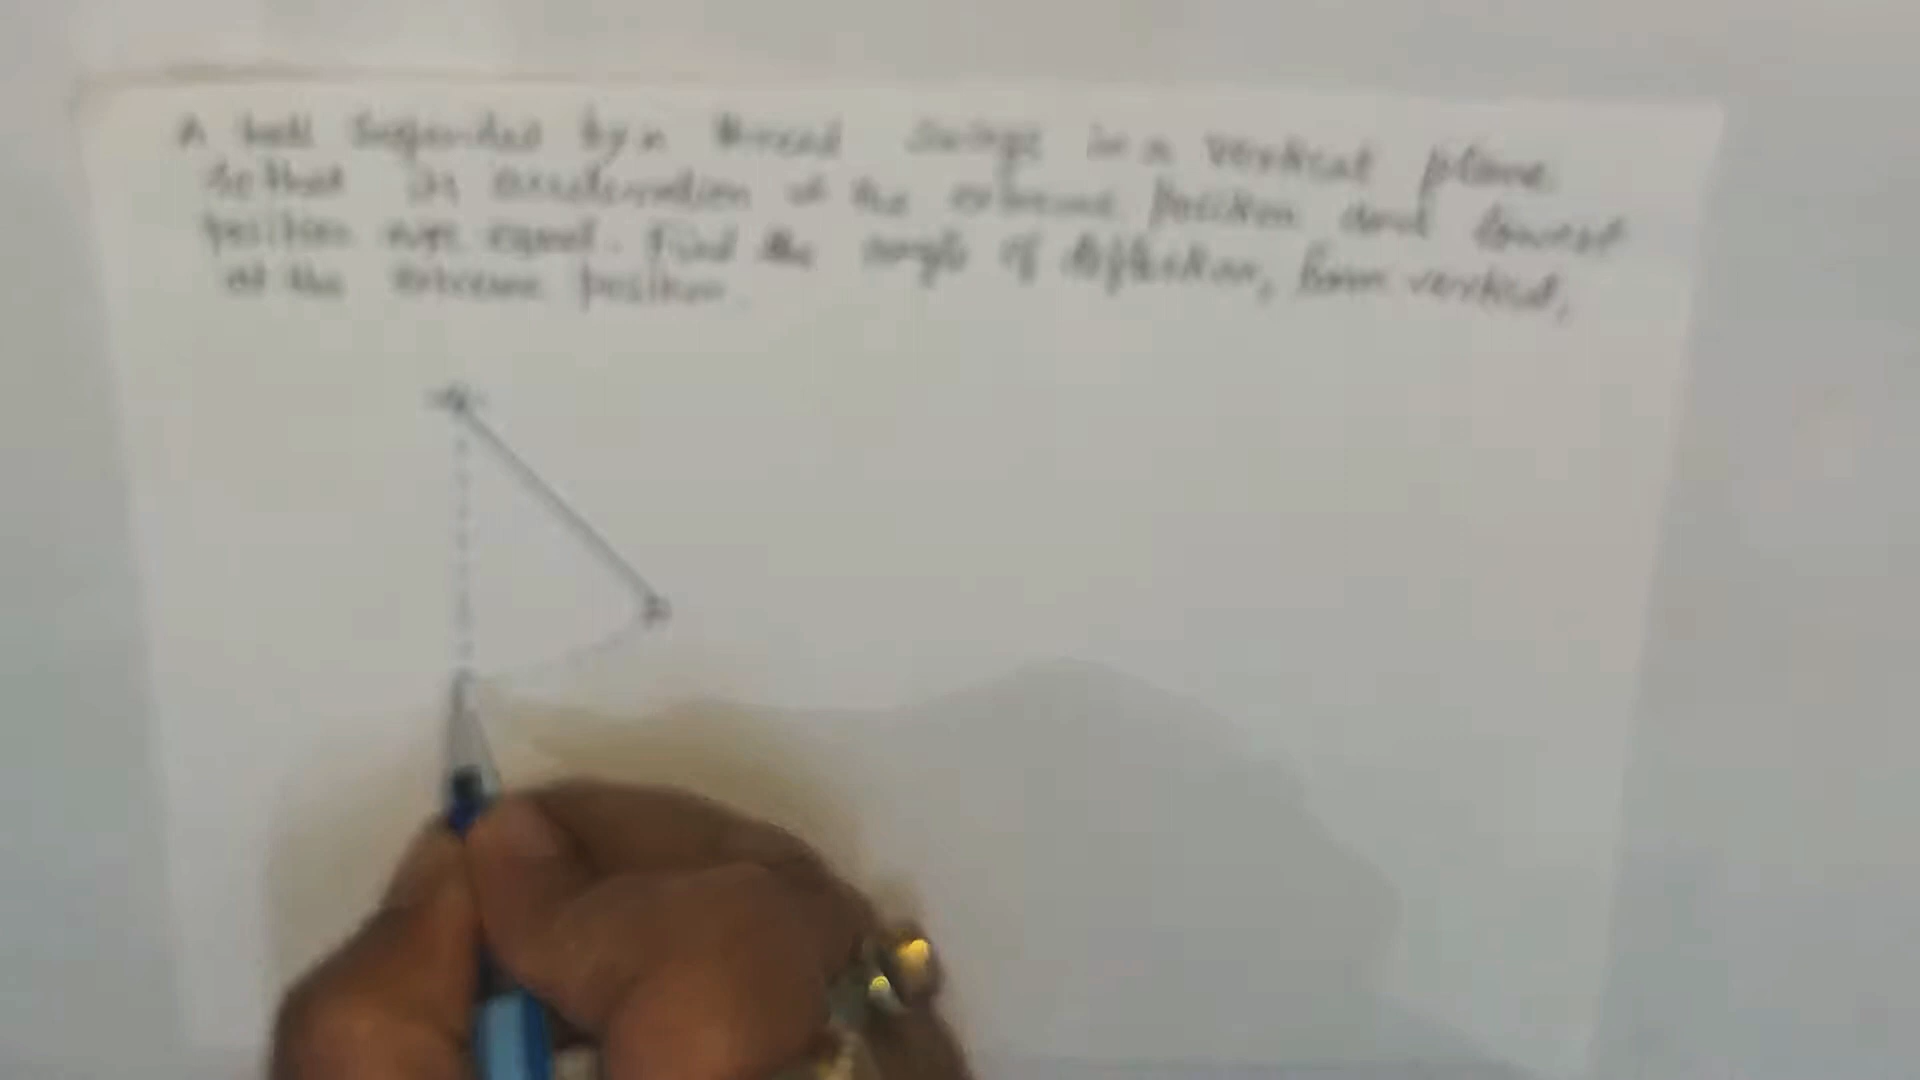 A ball suspended by a thread swings in a vertical plane
so that its acceleration at the extreme position and lowest
position are equal. Find the angle of deflection, from vertical,
at the extreme position.